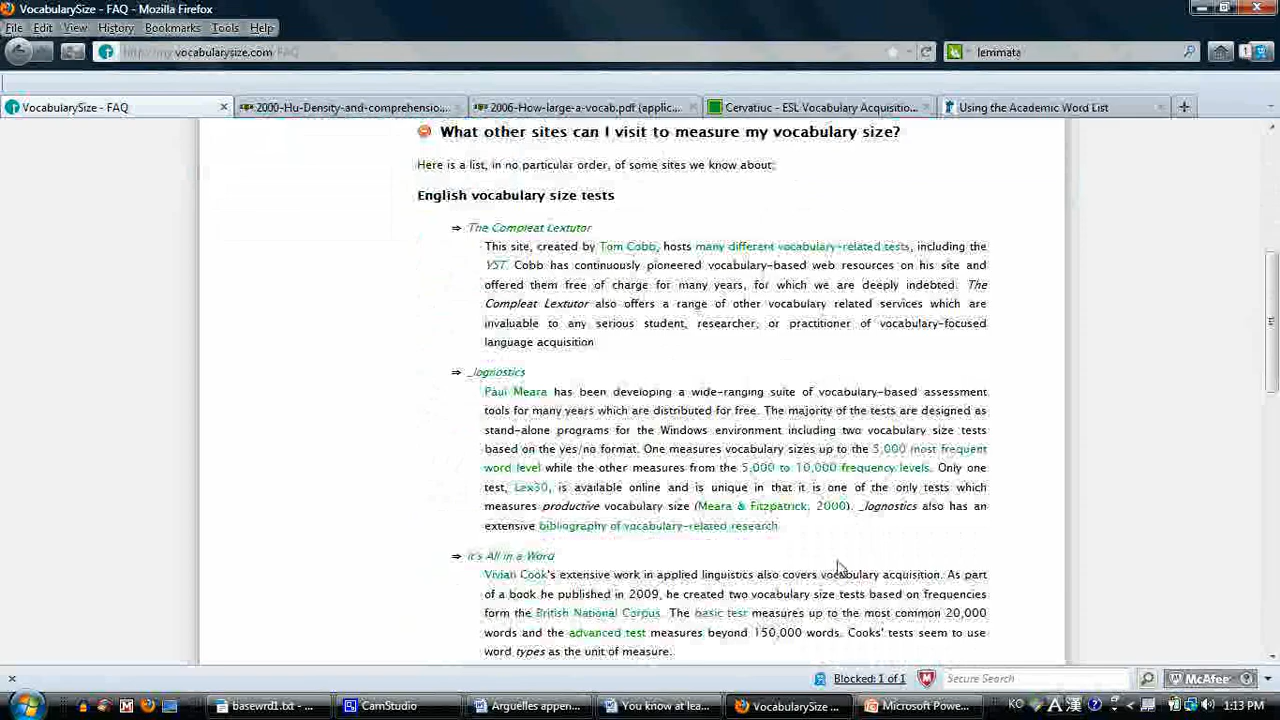 VocabularySize - FAQ - Mozilla Firefox
File Edit View History Bookmarks Tools Help
http://my.vocabularysize.com/FAQ
lemmata
VocabularySize - FAQ
2000-Hu-Density-and-comprehensio...
2006-How-large-a-vocab.pdf (applic...
Cervatiuc - ESL Vocabulary Acquisitio...
Using the Academic Word List
What other sites can I visit to measure my vocabulary size?
Here is a list, in no particular order, of some sites we know about:
English vocabulary size tests
⇒ The Compleat Lextutor
This site, created by Tom Cobb, hosts many different vocabulary-related tests, including the
VST. Cobb has continuously pioneered vocabulary-based web resources on his site and
offered them free of charge for many years, for which we are deeply indebted. The
Compleat Lextutor also offers a range of other vocabulary related services which are
invaluable to any serious student, researcher, or practitioner of vocabulary-focused
language acquisition
⇒ _lognostics
Paul Meara has been developing a wide-ranging suite of vocabulary-based assessment
tools for many years which are distributed for free. The majority of the tests are designed as
stand-alone programs for the Windows environment including two vocabulary size tests
based on the yes/no format. One measures vocabulary sizes up to the 5,000 most frequent
word level while the other measures from the 5,000 to 10,000 frequency levels. Only one
test, Lex30, is available online and is unique in that it is one of the only tests which
measures productive vocabulary size (Meara & Fitzpatrick, 2000). _lognostics also has an
extensive bibliography of vocabulary-related research
⇒ It's All in a Word
Vivian Cook's extensive work in applied linguistics also covers vocabulary acquisition. As part
of a book he published in 2009, he created two vocabulary size tests based on frequencies
form the British National Corpus. The basic test measures up to the most common 20,000
words and the advanced test measures beyond 150,000 words. Cooks' tests seem to use
word types as the unit of measure.
Blocked: 1 of 1
Secure Search
McAfee
basewrd1.txt - ...
CamStudio
Arguelles appen...
You know at lea...
VocabularySize ...
Microsoft Powe...
KO
A 漢
1:13 PM